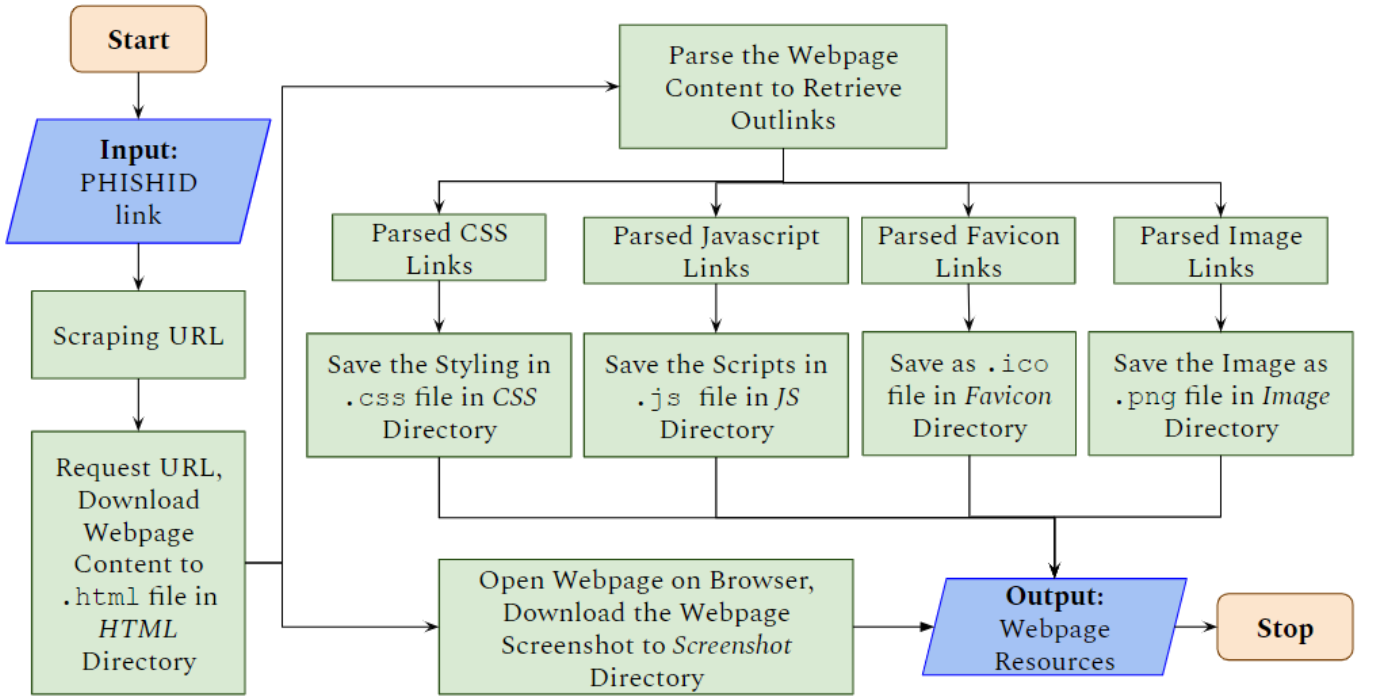 Start
Input:
PHISHID
link
Scraping URL
Request URL,
Download
Webpage
Content to
.html file in
HTML
Directory
Parse the Webpage
Content to Retrieve
Outlinks
Parsed CSS
Links
Parsed Javascript
Links
Parsed Favicon
Links
Parsed Image
Links
Save the Styling in
.css file in CSS
Directory
Save the Scripts in
.js file in JS
Directory
Save as .ico
file in Favicon
Directory
Save the Image as
.png file in Image
Directory
Open Webpage on Browser,
Download the Webpage
Screenshot to Screenshot
Directory
Output:
Webpage
Resources
Stop